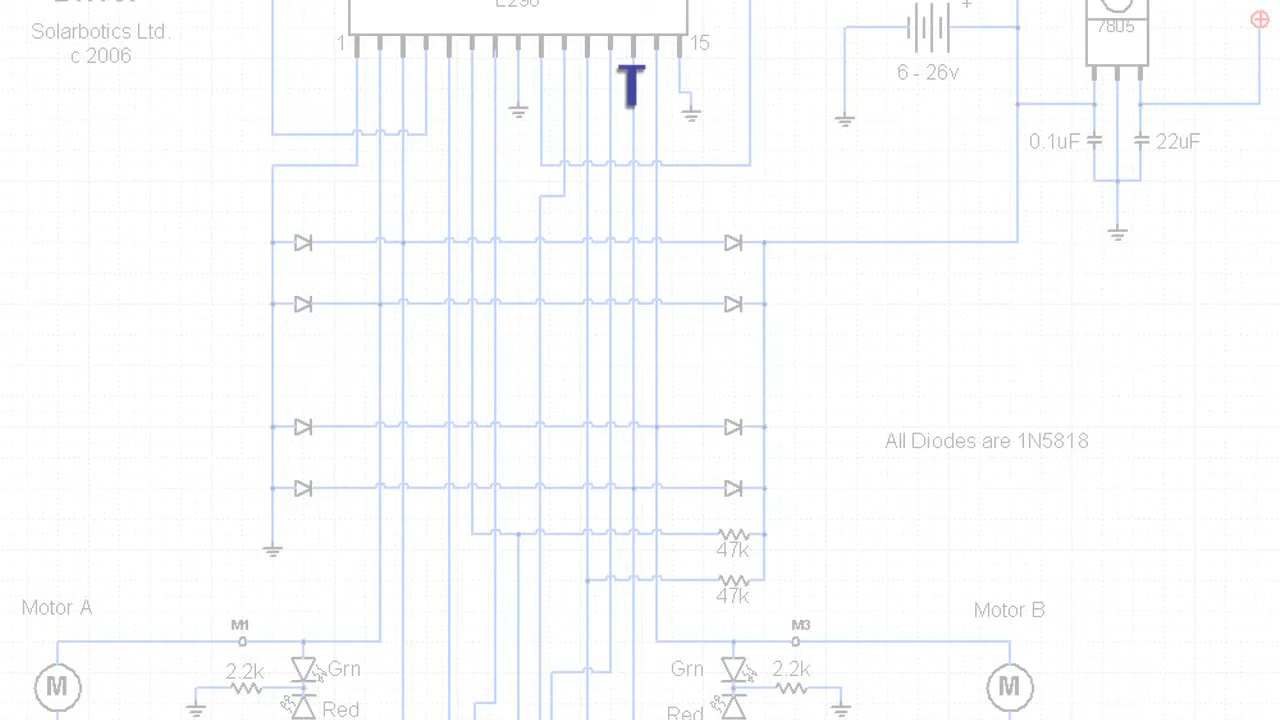 L298
Solarbotics Ltd.
c 2006
1
15
T
+
7805
6 - 26v
0.1uF
22uF
All Diodes are 1N5818
47k
47k
Motor A
Motor B
M1
M3
2.2k
Grn
Grn
2.2k
M
M
Red
Red